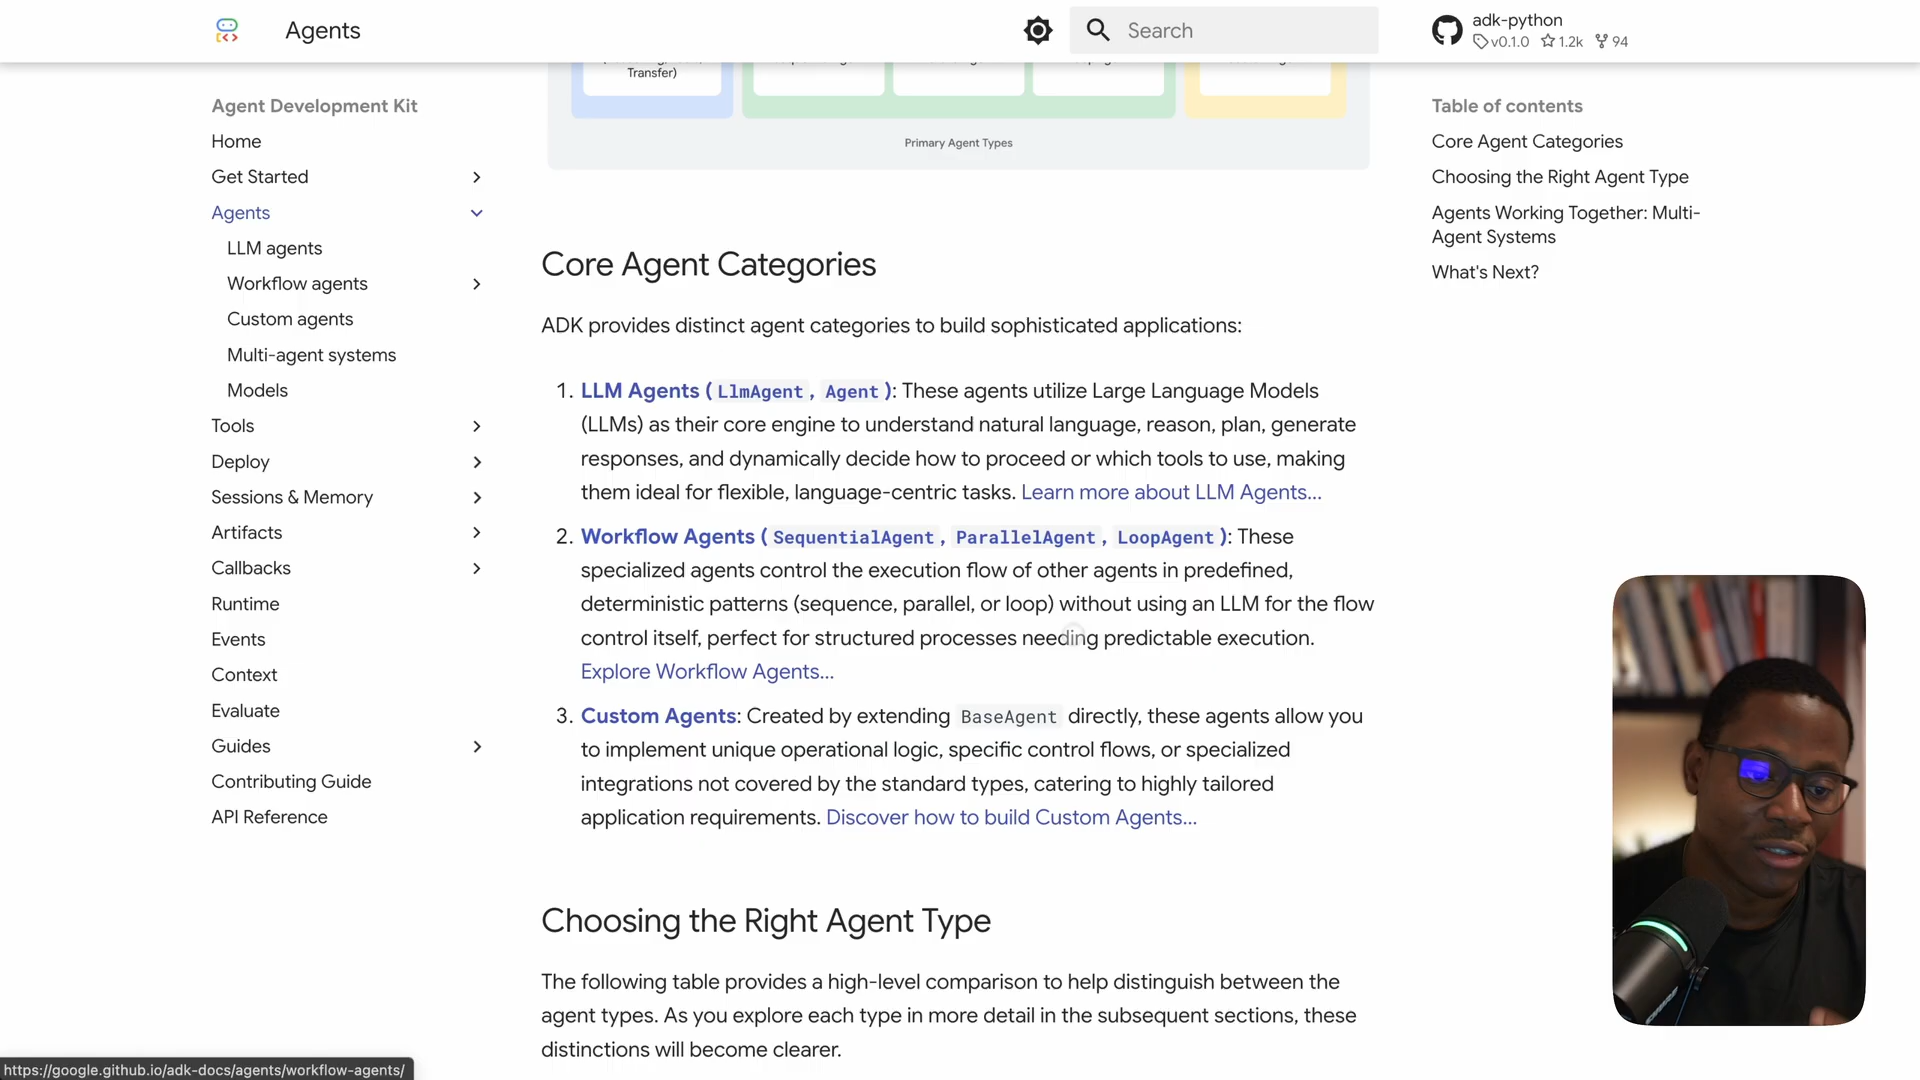 Agents
Search
adk-python
v0.1.0 1.2k 94
Agent Development Kit
Home
Get Started
Agents
LLM agents
Workflow agents
Custom agents
Multi-agent systems
Models
Tools
Deploy
Sessions & Memory
Artifacts
Callbacks
Runtime
Events
Context
Evaluate
Guides
Contributing Guide
API Reference
Transfer)
Primary Agent Types
Core Agent Categories
ADK provides distinct agent categories to build sophisticated applications:
1. LLM Agents ( LlmAgent , Agent ): These agents utilize Large Language Models
(LLMs) as their core engine to understand natural language, reason, plan, generate
responses, and dynamically decide how to proceed or which tools to use, making
them ideal for flexible, language-centric tasks. Learn more about LLM Agents...
2. Workflow Agents ( SequentialAgent , ParallelAgent , LoopAgent ): These
specialized agents control the execution flow of other agents in predefined,
deterministic patterns (sequence, parallel, or loop) without using an LLM for the flow
control itself, perfect for structured processes needing predictable execution.
Explore Workflow Agents...
3. Custom Agents: Created by extending BaseAgent directly, these agents allow you
to implement unique operational logic, specific control flows, or specialized
integrations not covered by the standard types, catering to highly tailored
application requirements. Discover how to build Custom Agents...
Choosing the Right Agent Type
The following table provides a high-level comparison to help distinguish between the
agent types. As you explore each type in more detail in the subsequent sections, these
distinctions will become clearer.
Table of contents
Core Agent Categories
Choosing the Right Agent Type
Agents Working Together: Multi-
Agent Systems
What's Next?
https://google.github.io/adk-docs/agents/workflow-agents/